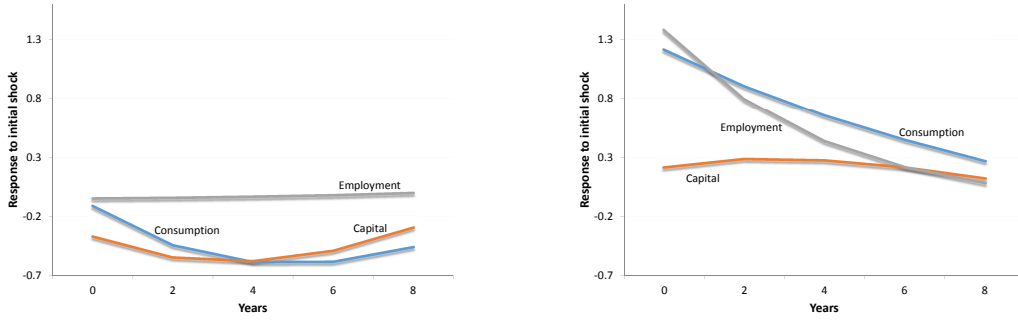 Response to initial shock
1.3
0.8
0.3
-0.2
-0.7
Employment
Consumption
Capital
0 2 4 6 8
Years
Response to initial shock
1.3
0.8
0.3
-0.2
-0.7
Employment
Consumption
Capital
0 2 4 6 8
Years